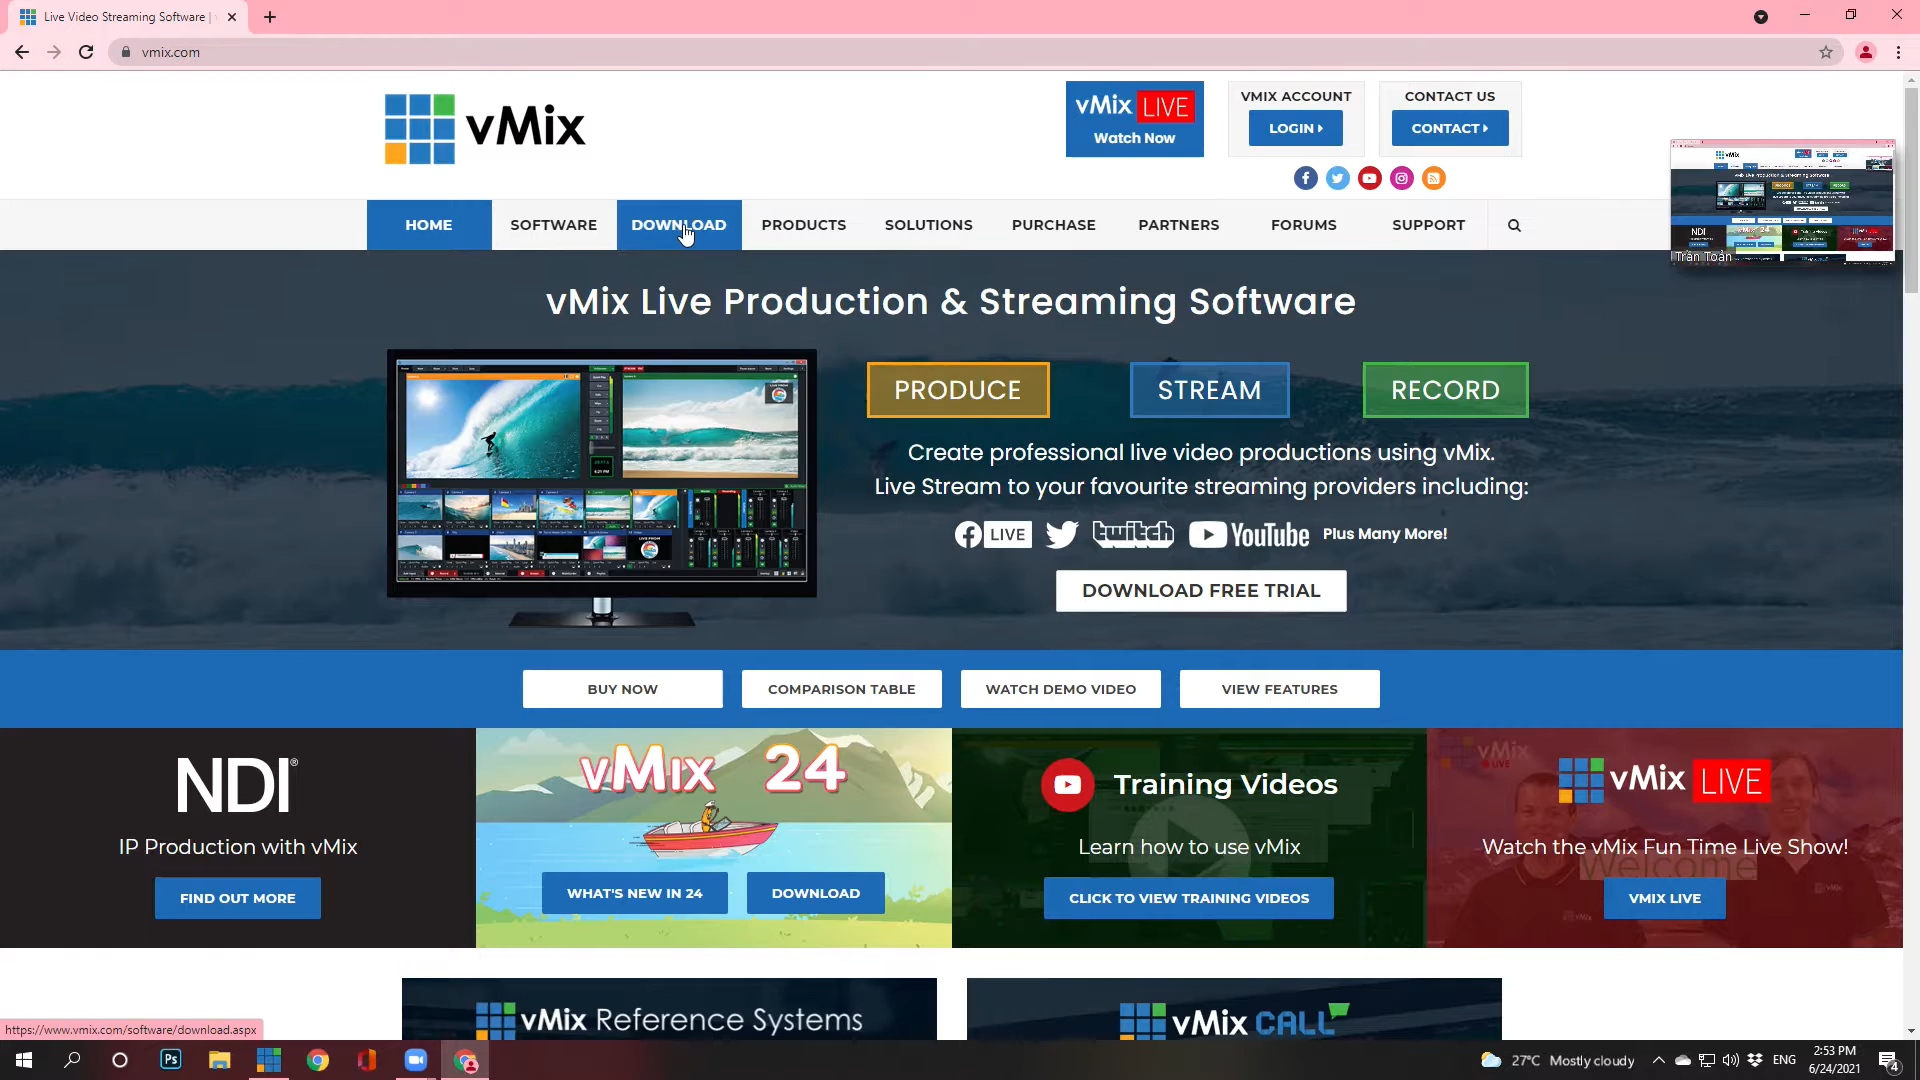 Live Video Streaming Software |
vmix.com
vMix
vMix LIVE
Watch Now
VMIX ACCOUNT
LOGIN
CONTACT US
CONTACT
HOME
SOFTWARE
DOWNLOAD
PRODUCTS
SOLUTIONS
PURCHASE
PARTNERS
FORUMS
SUPPORT
Trần Toản
vMix Live Production & Streaming Software
PRODUCE
STREAM
RECORD
Create professional live video productions using vMix.
Live Stream to your favourite streaming providers including:
LIVE
twitch
YouTube
Plus Many More!
DOWNLOAD FREE TRIAL
BUY NOW
COMPARISON TABLE
WATCH DEMO VIDEO
VIEW FEATURES
NDI®
IP Production with vMix
FIND OUT MORE
vMix 24
WHAT'S NEW IN 24
DOWNLOAD
Training Videos
Learn how to use vMix
CLICK TO VIEW TRAINING VIDEOS
vMix LIVE
Watch the vMix Fun Time Live Show!
Welcome
VMIX LIVE
vMix Reference Systems
vMix CALL
https://www.vmix.com/software/download.aspx
Ps
27°C Mostly cloudy
ENG
2:53 PM
6/24/2021
4